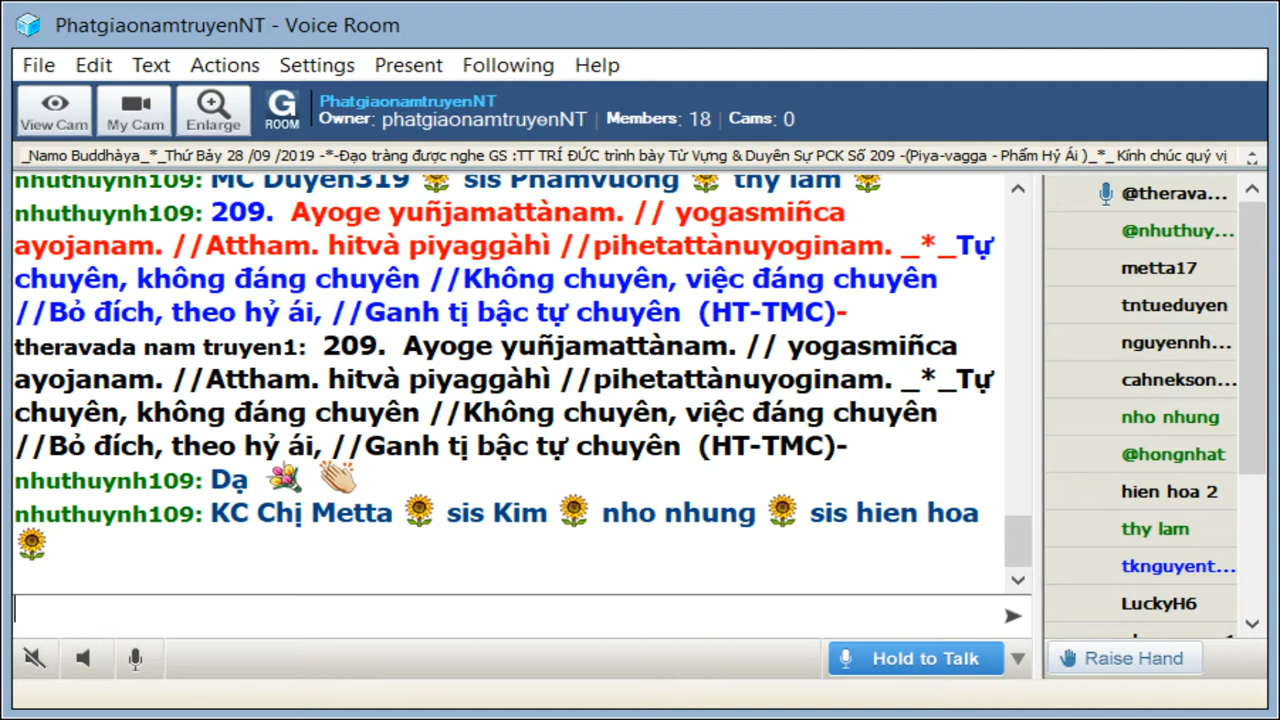 PhatgiaonamtruyenNT - Voice Room
File Edit Text Actions Settings Present Following Help
View Cam My Cam Enlarge G ROOM
PhatgiaonamtruyenNT
Owner: phatgiaonamtruyenNT | Members: 18 | Cams: 0
_Namo Buddhàya_*_Thứ Bảy 28 /09 /2019 -*-Đạo tràng được nghe GS :TT TRÍ ĐỨC trình bày Từ Vựng & Duyên Sự PCK Số 209 -(Piya-vagga - Phẩm Hỷ Ái )_*_ Kính chúc quý vị
nhuthuynh109: MC Duyen319 sis Phamvuong thy lam
nhuthuynh109: 209. Ayoge yuñjamattànam. // yogasmiñca
ayojanam. //Attham. hitvà piyaggàhì //pihetattànuyoginam. _*_Tự
chuyên, không đáng chuyên //Không chuyên, việc đáng chuyên
//Bỏ đích, theo hỷ ái, //Ganh tị bậc tự chuyên (HT-TMC)-
theravada nam truyen1: 209. Ayoge yuñjamattànam. // yogasmiñca
ayojanam. //Attham. hitvà piyaggàhì //pihetattànuyoginam. _*_Tự
chuyên, không đáng chuyên //Không chuyên, việc đáng chuyên
//Bỏ đích, theo hỷ ái, //Ganh tị bậc tự chuyên (HT-TMC)-
nhuthuynh109: Dạ
nhuthuynh109: KC Chị Metta sis Kim nho nhung sis hien hoa
@therava...
@nhuthuy...
metta17
tntueduyen
nguyennh...
cahnekson...
nho nhung
@hongnhat
hien hoa 2
thy lam
tknguyent...
LuckyH6
Hold to Talk
Raise Hand